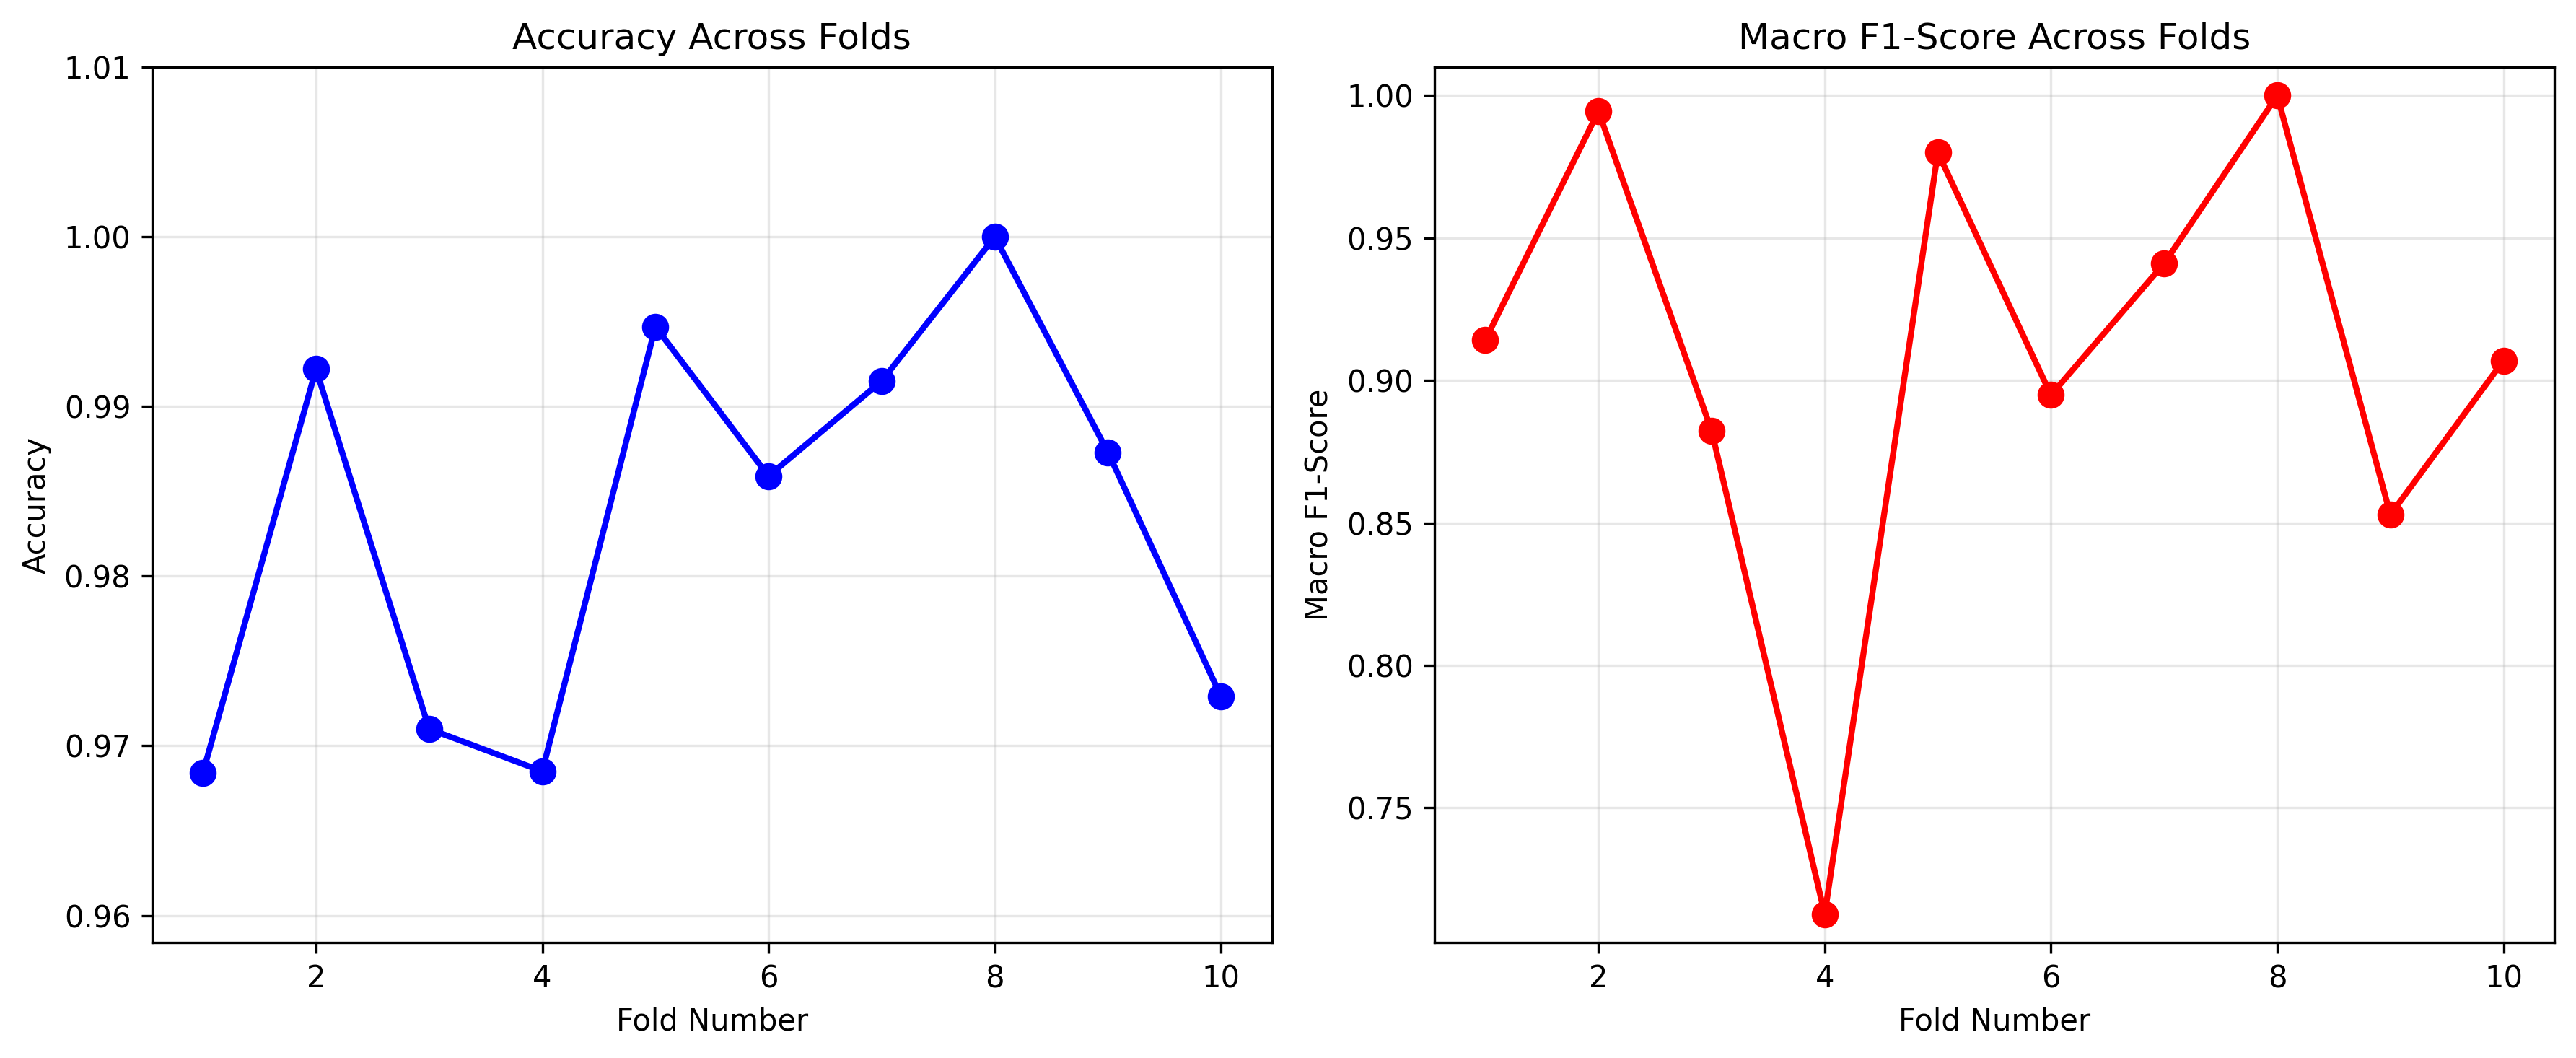 Accuracy Across Folds
1.01
1.00
0.99
0.98
0.97
0.96
Accuracy
2 4 6 8 10
Fold Number
Macro F1-Score Across Folds
1.00
0.95
0.90
0.85
0.80
0.75
Macro F1-Score
2 4 6 8 10
Fold Number